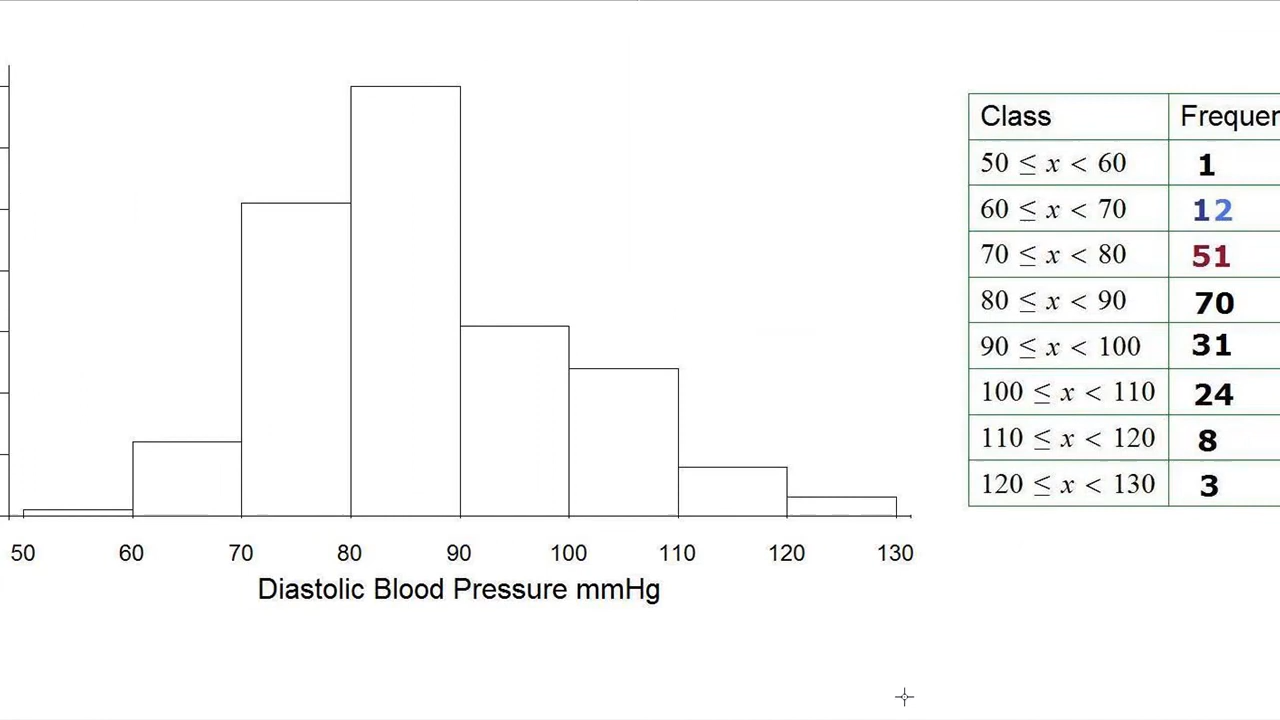 50 60 70 80 90 100 110 120 130
Diastolic Blood Pressure mmHg
Class Frequen
50 ≤ x < 60 1
60 ≤ x < 70 12
70 ≤ x < 80 51
80 ≤ x < 90 70
90 ≤ x < 100 31
100 ≤ x < 110 24
110 ≤ x < 120 8
120 ≤ x < 130 3